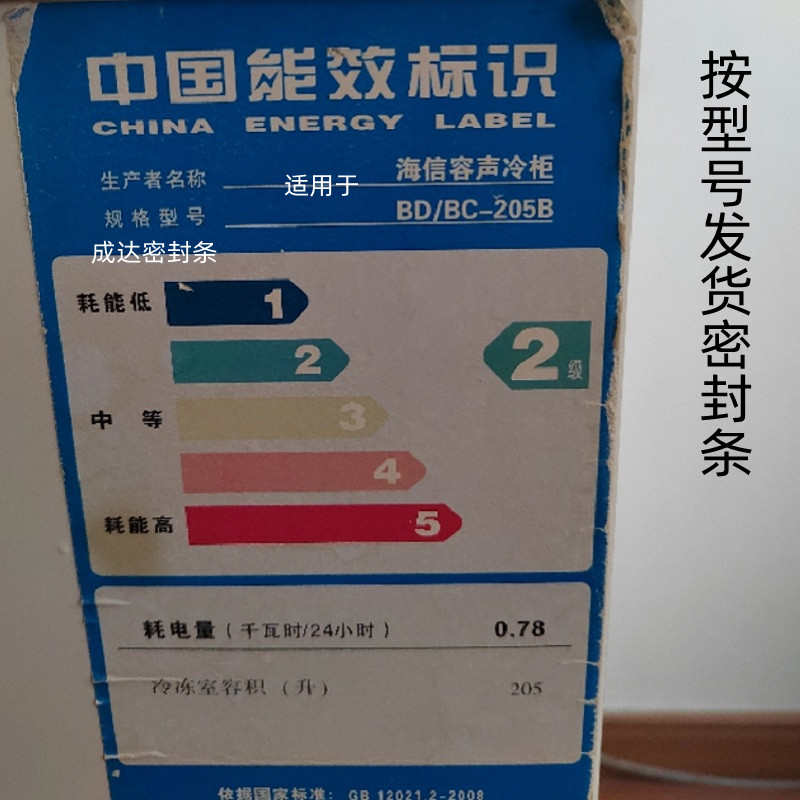 中国能效标识
CHINA ENERGY LABEL
生产者名称 海信容声冷柜
适用于
规格型号 BD/BC-205B
成达密封条
耗能低 1
2
2级
中等 3
4
耗能高 5
耗电量(千瓦时/24小时) 0.78
冷冻室容积(升) 205
依据国家标准: GB 12021.2-2008
按型号发货密封条